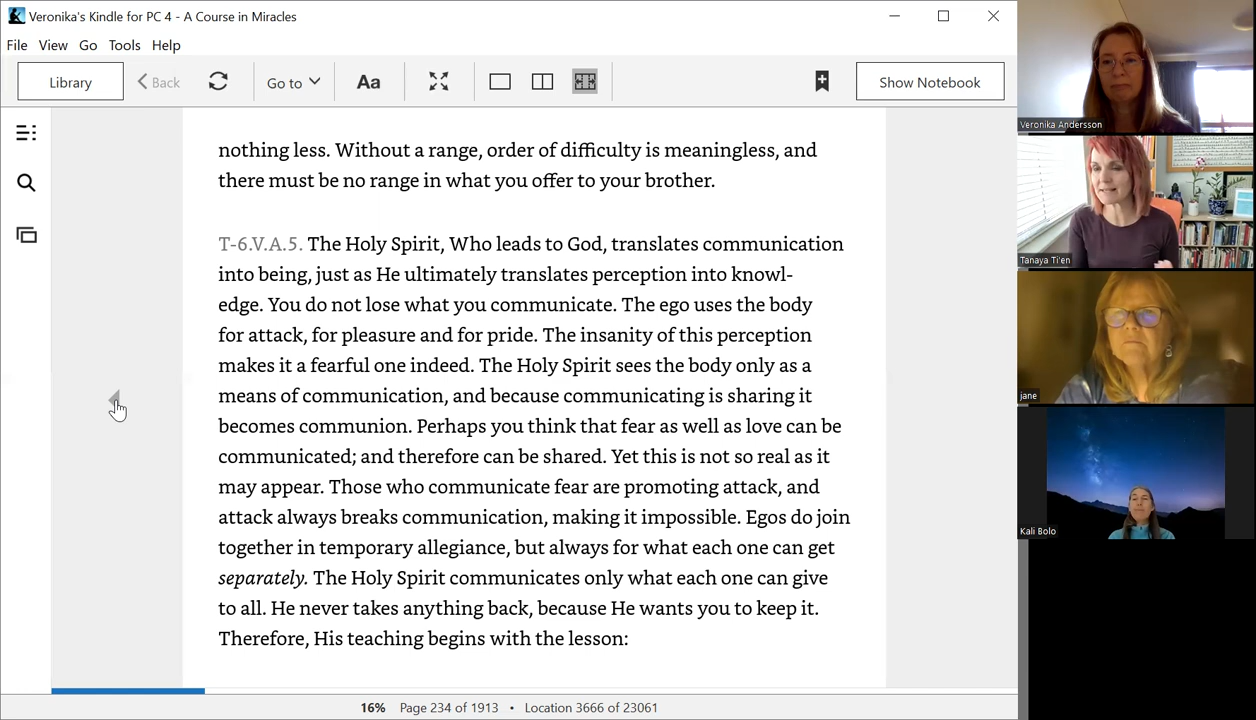 Veronika's Kindle for PC 4 - A Course in Miracles
File View Go Tools Help
Library
Back
Go to
Aa
Show Notebook
nothing less. Without a range, order of difficulty is meaningless, and
there must be no range in what you offer to your brother.
T-6.V.A.5. The Holy Spirit, Who leads to God, translates communication
into being, just as He ultimately translates perception into knowl-
edge. You do not lose what you communicate. The ego uses the body
for attack, for pleasure and for pride. The insanity of this perception
makes it a fearful one indeed. The Holy Spirit sees the body only as a
means of communication, and because communicating is sharing it
becomes communion. Perhaps you think that fear as well as love can be
communicated; and therefore can be shared. Yet this is not so real as it
may appear. Those who communicate fear are promoting attack, and
attack always breaks communication, making it impossible. Egos do join
together in temporary allegiance, but always for what each one can get
separately. The Holy Spirit communicates only what each one can give
to all. He never takes anything back, because He wants you to keep it.
Therefore, His teaching begins with the lesson:
16% Page 234 of 1913 • Location 3666 of 23061
Veronika Andersson
Tanaya Ti'en
jane
Kali Bolo